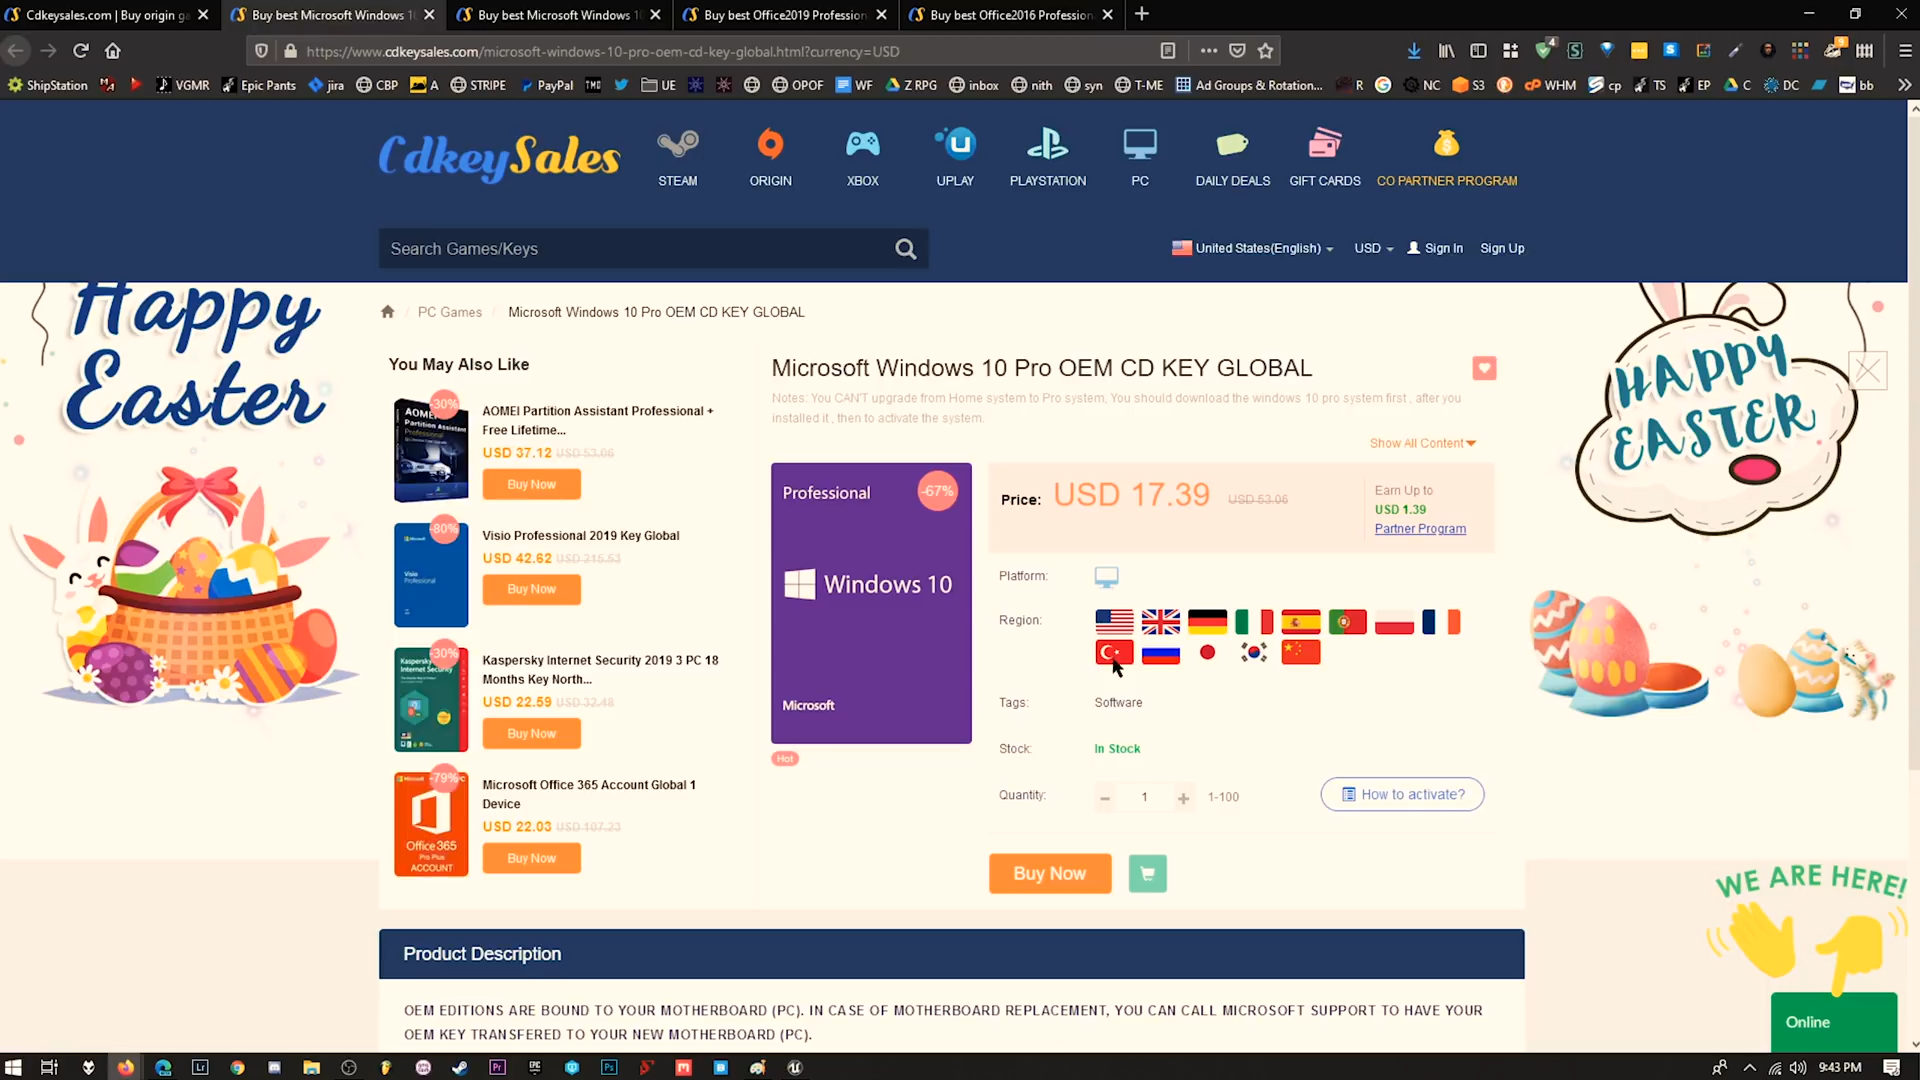 Cdkeysales.com | Buy origin ga
Buy best Microsoft Windows 1
Buy best Microsoft Windows 10
Buy best Office2019 Profession
Buy best Office2016 Profession
https://www.cdkeysales.com/microsoft-windows-10-pro-oem-cd-key-global.html?currency=USD
4
ShipStation
VGMR
Epic Pants
jira
CBP
A
STRIPE
PayPal
UE
OPOF
WF
Z RPG
inbox
nith
syn
T-ME
Ad Groups & Rotation...
R
NC
S3
WHM
cp
TS
EP
C
DC
bb
CdkeySales
STEAM
ORIGIN
XBOX
UPLAY
PLAYSTATION
PC
DAILY DEALS
GIFT CARDS
CO PARTNER PROGRAM
Search Games/Keys
United States(English)
USD
Sign In
Sign Up
Happy
Easter
HAPPY
EASTER
/ PC Games / Microsoft Windows 10 Pro OEM CD KEY GLOBAL
You May Also Like
-30%
AOMEI Partition Assistant Professional +
Free Lifetime...
USD 37.12 USD 53.06
Buy Now
-80%
Visio Professional 2019 Key Global
USD 42.62 USD 215.53
Buy Now
-30%
Kaspersky Internet Security 2019 3 PC 18
Months Key North...
USD 22.59 USD 32.48
Buy Now
-79%
Office 365
Pro Plus
ACCOUNT
Microsoft Office 365 Account Global 1
Device
USD 22.03 USD 107.23
Buy Now
Microsoft Windows 10 Pro OEM CD KEY GLOBAL
Notes: You CAN'T upgrade from Home system to Pro system, You should download the windows 10 pro system first , after you
installed it , then to activate the system.
Show All Content
Professional
-67%
Windows 10
Microsoft
Hot
Price: USD 17.39 USD 53.06
Earn Up to
USD 1.39
Partner Program
Platform:
Region:
Tags: Software
Stock: In Stock
Quantity: - 1 + 1-100
How to activate?
Buy Now
WE ARE HERE!
Online
Product Description
OEM EDITIONS ARE BOUND TO YOUR MOTHERBOARD (PC). IN CASE OF MOTHERBOARD REPLACEMENT, YOU CAN CALL MICROSOFT SUPPORT TO HAVE YOUR
OEM KEY TRANSFERED TO YOUR NEW MOTHERBOARD (PC).
9:43 PM